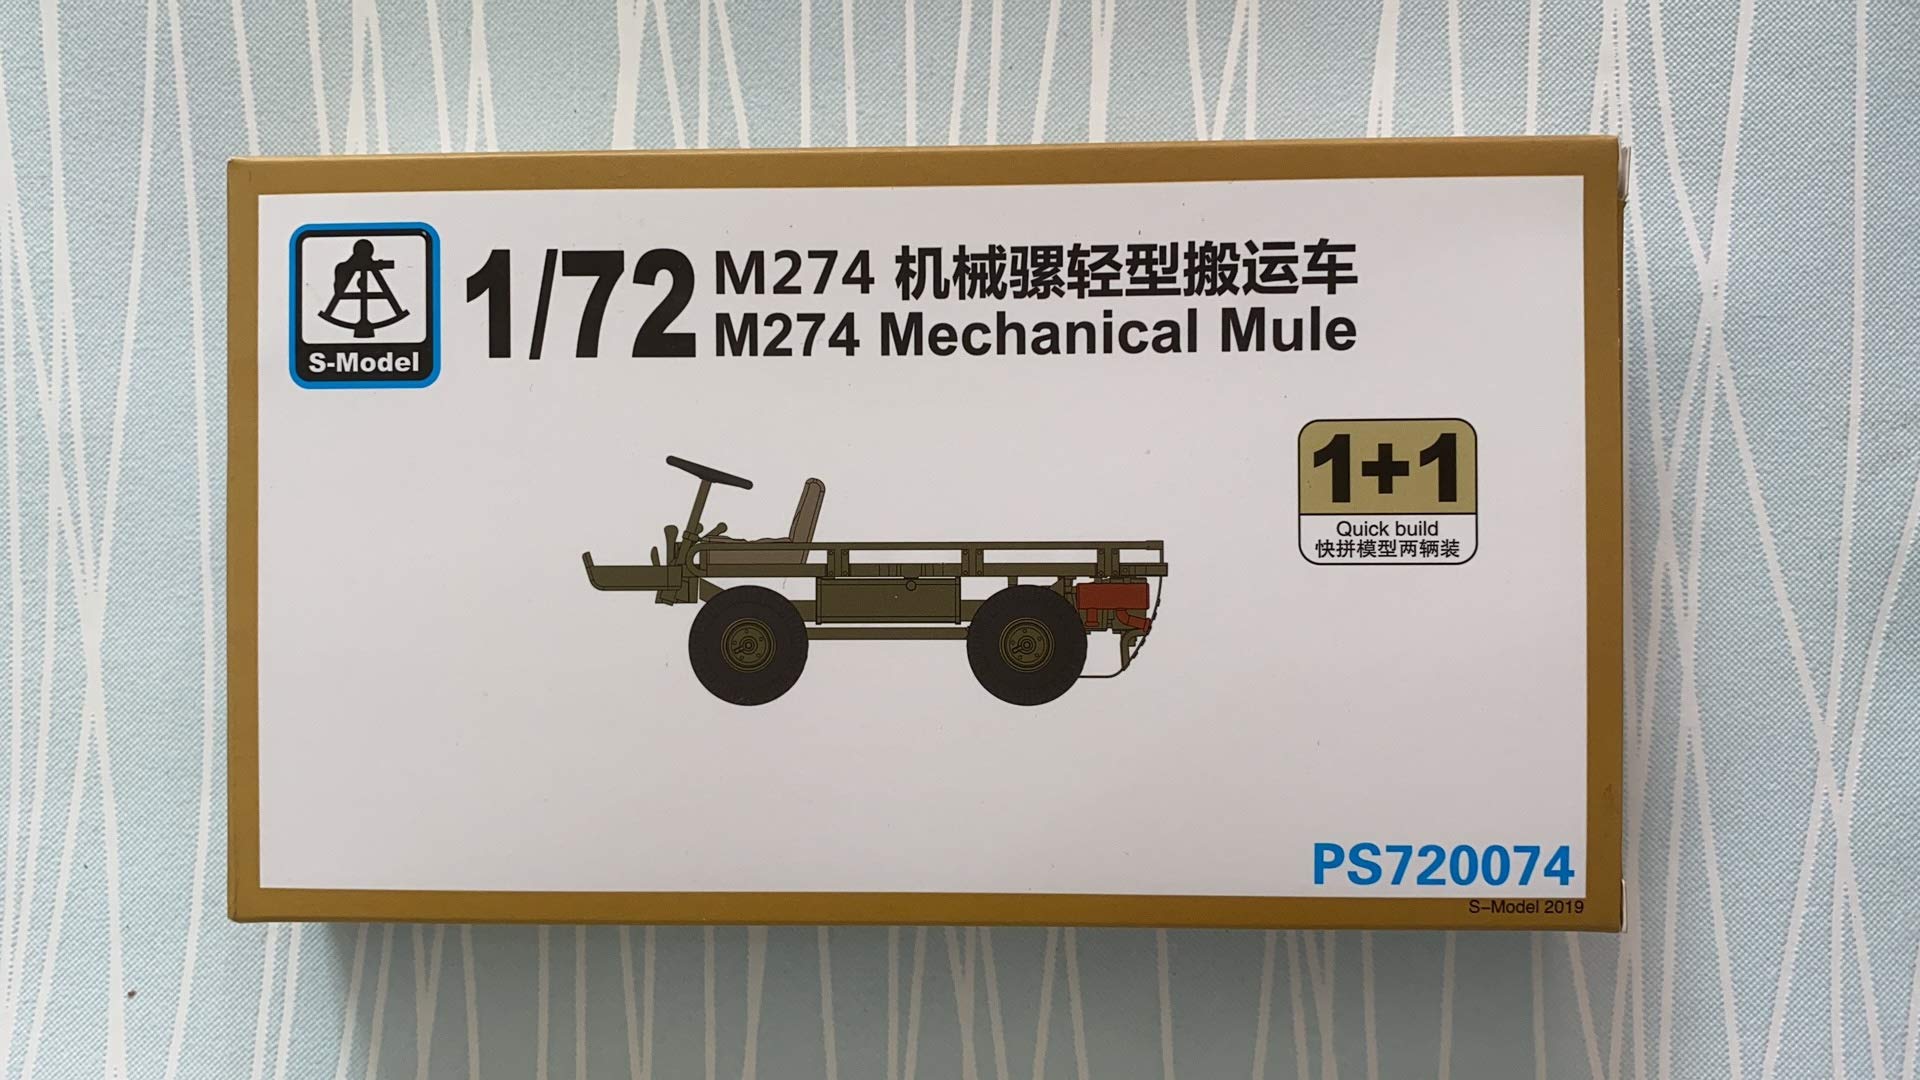 S-Model
1/72
M274 机械骡轻型搬运车
M274 Mechanical Mule
1+1
Quick build
快拼模型两辆装
PS720074
S-Model 2019